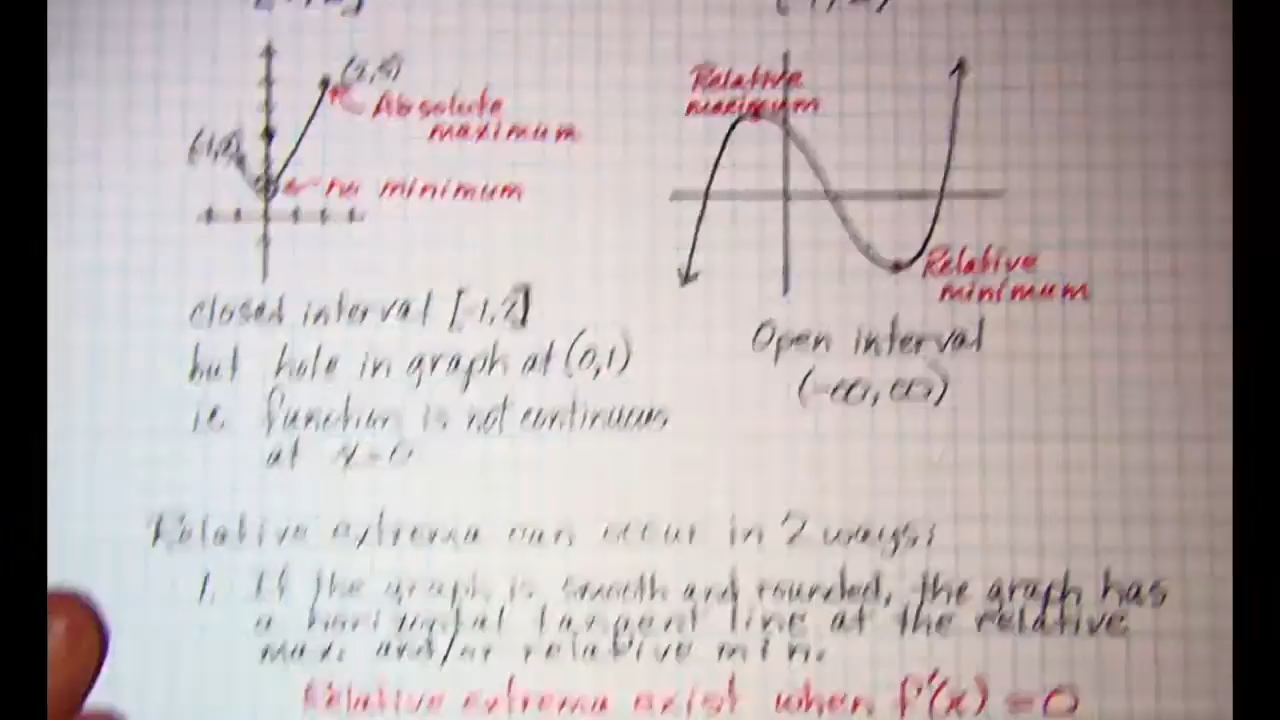 (2,5)
Absolute
maximum
(-1,2)
no minimum
closed interval [-1,2]
but hole in graph at (0,1)
i.e. function is not continuous
at x=0
Relative
maximum
Relative
minimum
Open interval
(-∞,∞)
Relative extrema can occur in 2 ways:
1. If the graph is smooth and rounded, the graph has
a horizontal tangent line at the relative
max. and/or relative min.
Relative extrema exist when f'(x)=0